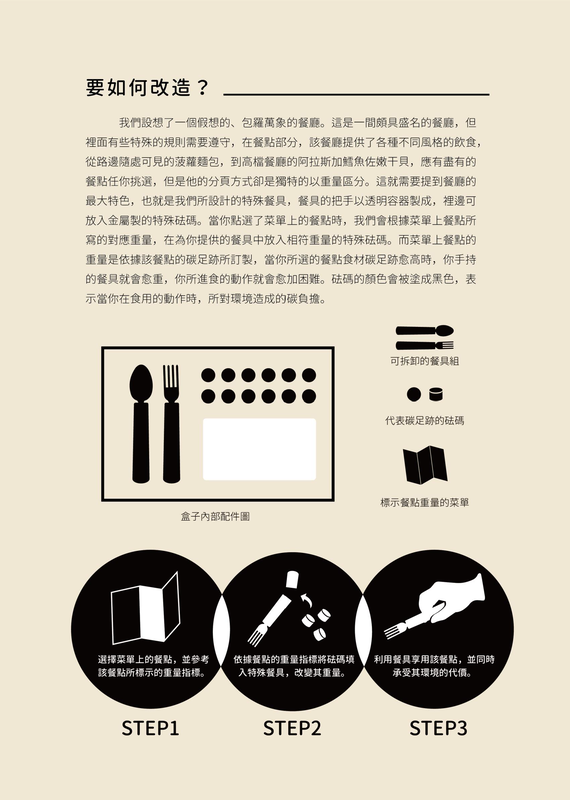 要如何改造？
我們設想了一個假想的、包羅萬象的餐廳。這是一間頗具盛名的餐廳，但
裡面有些特殊的規則需要遵守，在餐點部分，該餐廳提供了各種不同風格的飲食，
從路邊隨處可見的菠蘿麵包，到高檔餐廳的阿拉斯加鱈魚佐嫩干貝，應有盡有的
餐點任你挑選，但是他的分頁方式卻是獨特的以重量區分。這就需要提到餐廳的
最大特色，也就是我們所設計的特殊餐具，餐具的把手以透明容器製成，裡邊可
放入金屬製的特殊砝碼。當你點選了菜單上的餐點時，我們會根據菜單上餐點所
寫的對應重量，在為你提供的餐具中放入相符重量的特殊砝碼。而菜單上餐點的
重量是依據該餐點的碳足跡所訂製，當你所選的餐點食材碳足跡愈高時，你手持
的餐具就會愈重，你所進食的動作就會愈加困難。砝碼的顏色會被塗成黑色，表
示當你在食用的動作時，所對環境造成的碳負擔。
可拆卸的餐具組
代表碳足跡的砝碼
標示餐點重量的菜單
盒子內部配件圖
選擇菜單上的餐點，並參考
該餐點所標示的重量指標。
依據餐點的重量指標將砝碼填
入特殊餐具，改變其重量。
利用餐具享用該餐點，並同時
承受其環境的代價。
STEP1
STEP2
STEP3